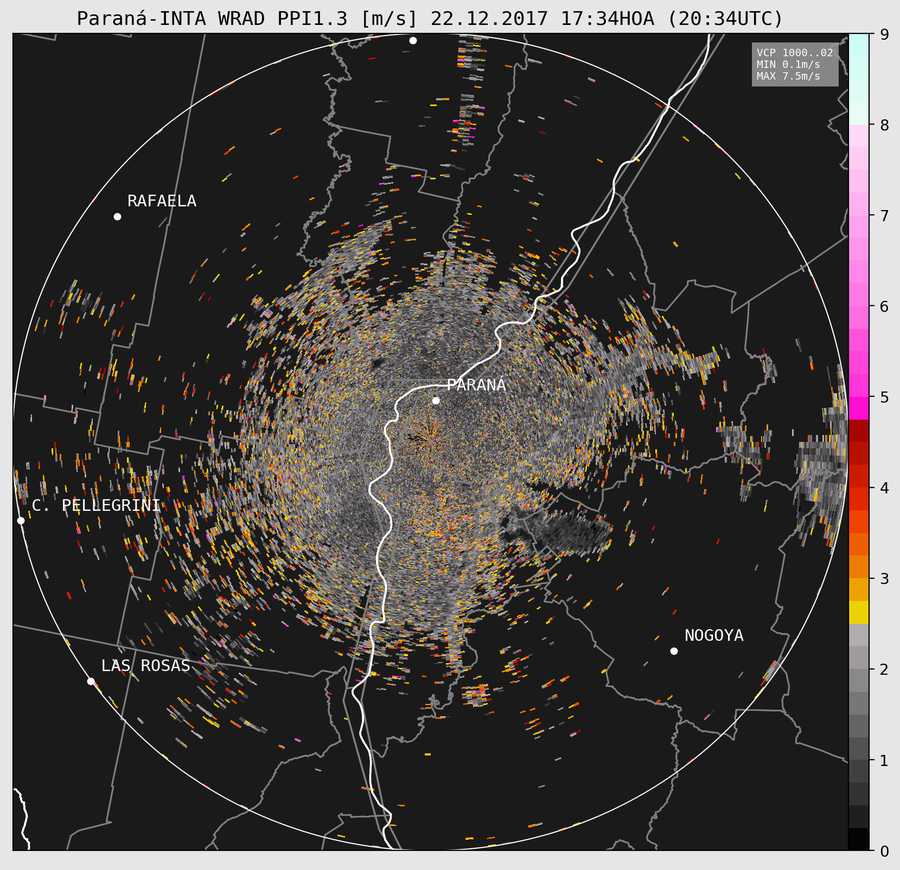 Paraná-INTA WRAD PPI1.3 [m/s] 22.12.2017 17:34HOA (20:34UTC)
VCP 1000..02
MIN 0.1m/s
MAX 7.5m/s
9
8
7
6
5
4
3
2
1
0
RAFAELA
PARANÁ
C. PELLEGRINI
NOGOYA
LAS ROSAS